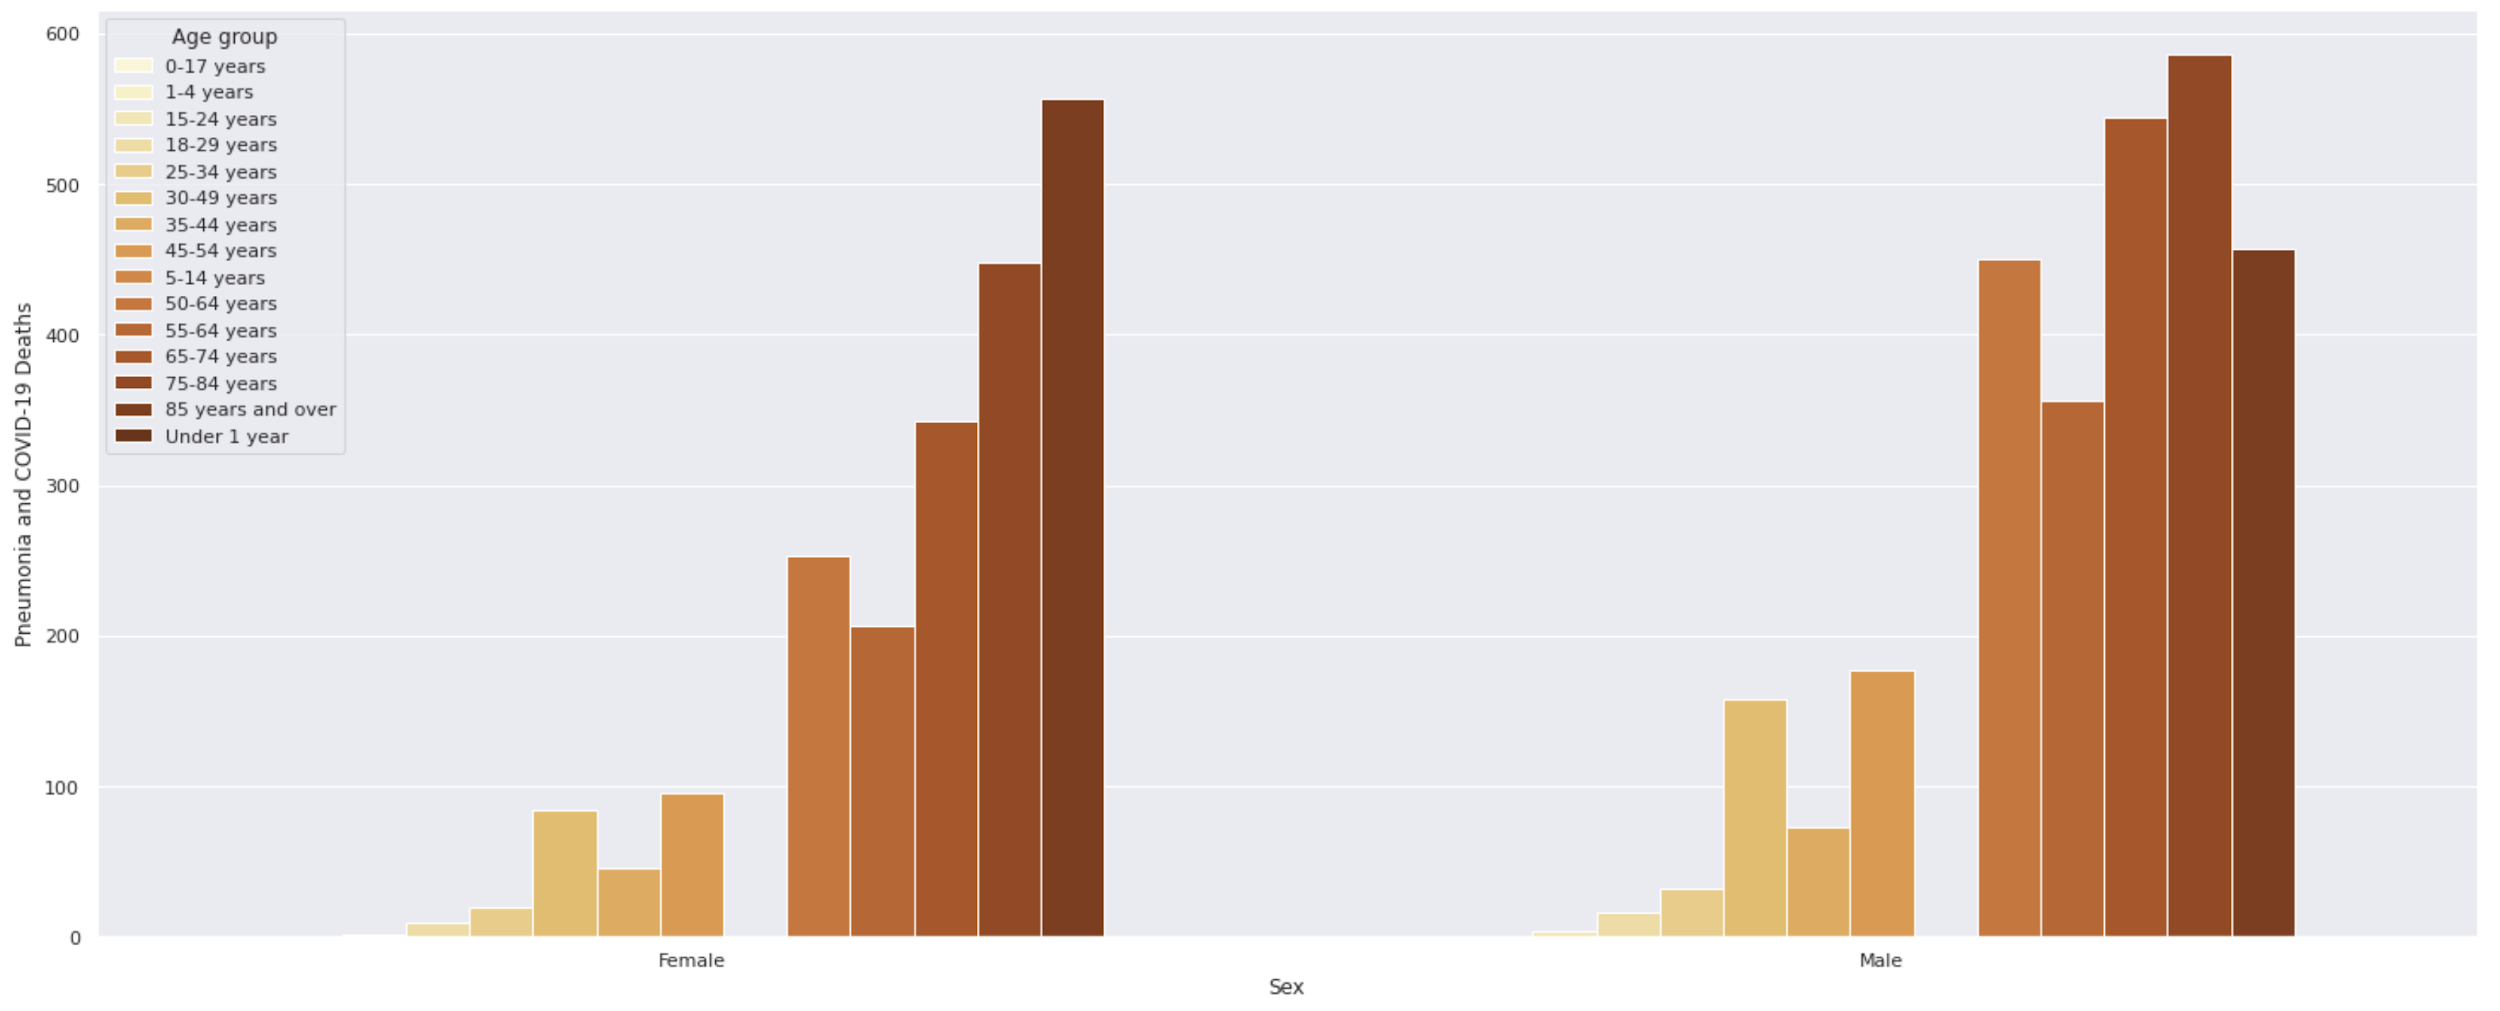 Age group
0-17 years
1-4 years
15-24 years
18-29 years
25-34 years
30-49 years
35-44 years
45-54 years
5-14 years
50-64 years
55-64 years
65-74 years
75-84 years
85 years and over
Under 1 year
Pneumonia and COVID-19 Deaths
600
500
400
300
200
100
0
Female
Male
Sex